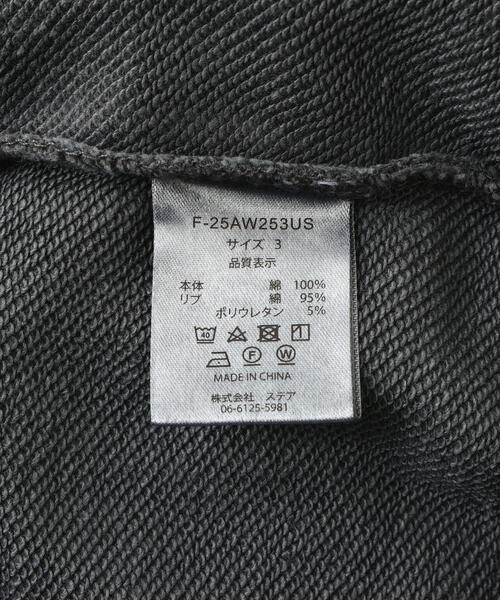 F-25AW253US
サイズ 3
品質表示
本体 綿 100%
リブ 綿 95%
ポリウレタン 5%
40
F W
MADE IN CHINA
株式会社 ステア
06-6125-5981